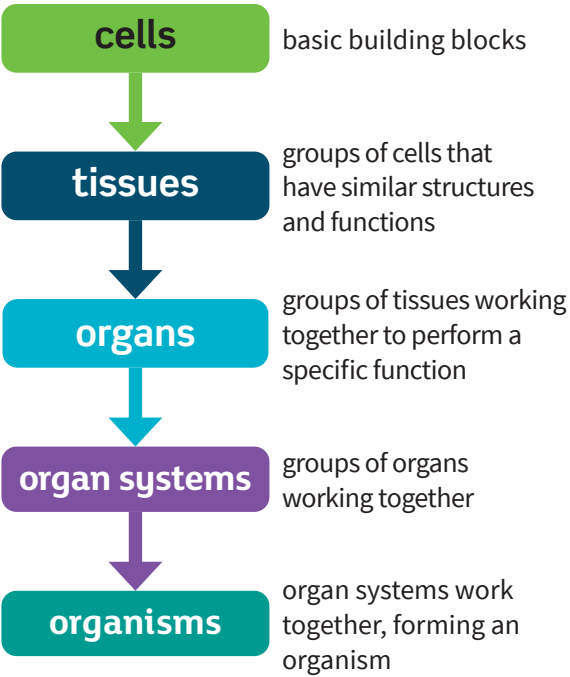 cells
basic building blocks
tissues
groups of cells that
have similar structures
and functions
organs
groups of tissues working
together to perform a
specific function
organ systems
groups of organs
working together
organisms
organ systems work
together, forming an
organism